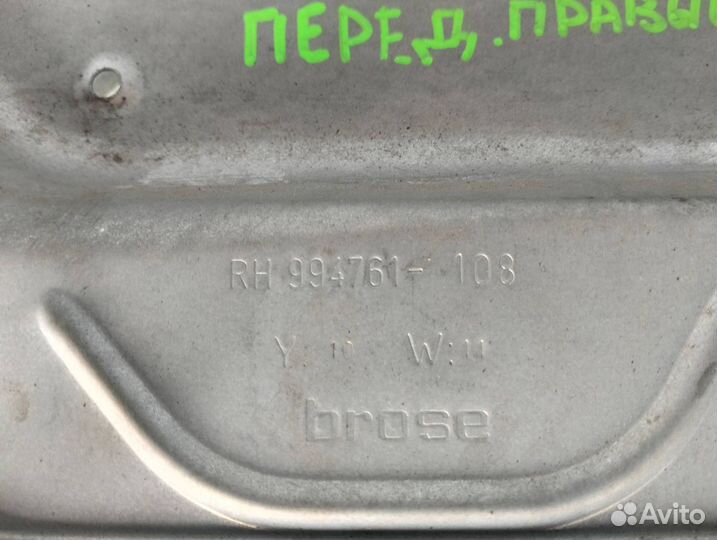 ПЕРЕД. ПРАВЫ
RH 994761- 108
Y: 10 W: 11
brose
Avito